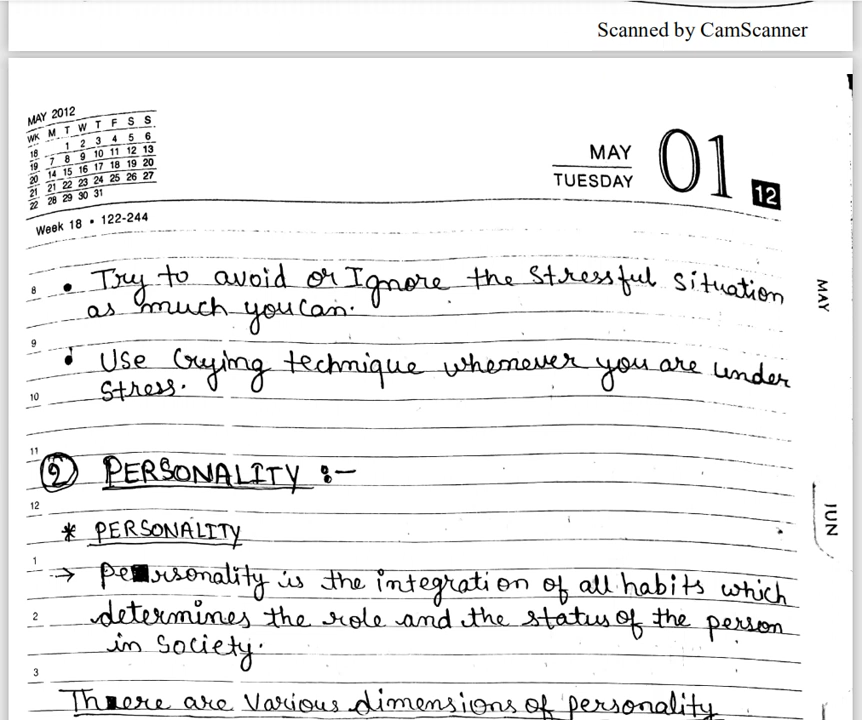 Scanned by CamScanner
MAY 2012
WK M T W T F S S
18 1 2 3 4 5 6
19 7 8 9 10 11 12 13
20 14 15 16 17 18 19 20
21 21 22 23 24 25 26 27
22 28 29 30 31
Week 18 • 122-244
MAY
TUESDAY
01
12
8 • Try to avoid or Ignore the Stressful Situation
as much you can.
9
• Use Crying technique whenever you are under
10 Stress.
11
② PERSONALITY :-
12
* PERSONALITY
1 → Personality is the integration of all habits which
2 determines the role and the status of the person
in Society.
3
There are Various dimensions of personality
MAY
JUN